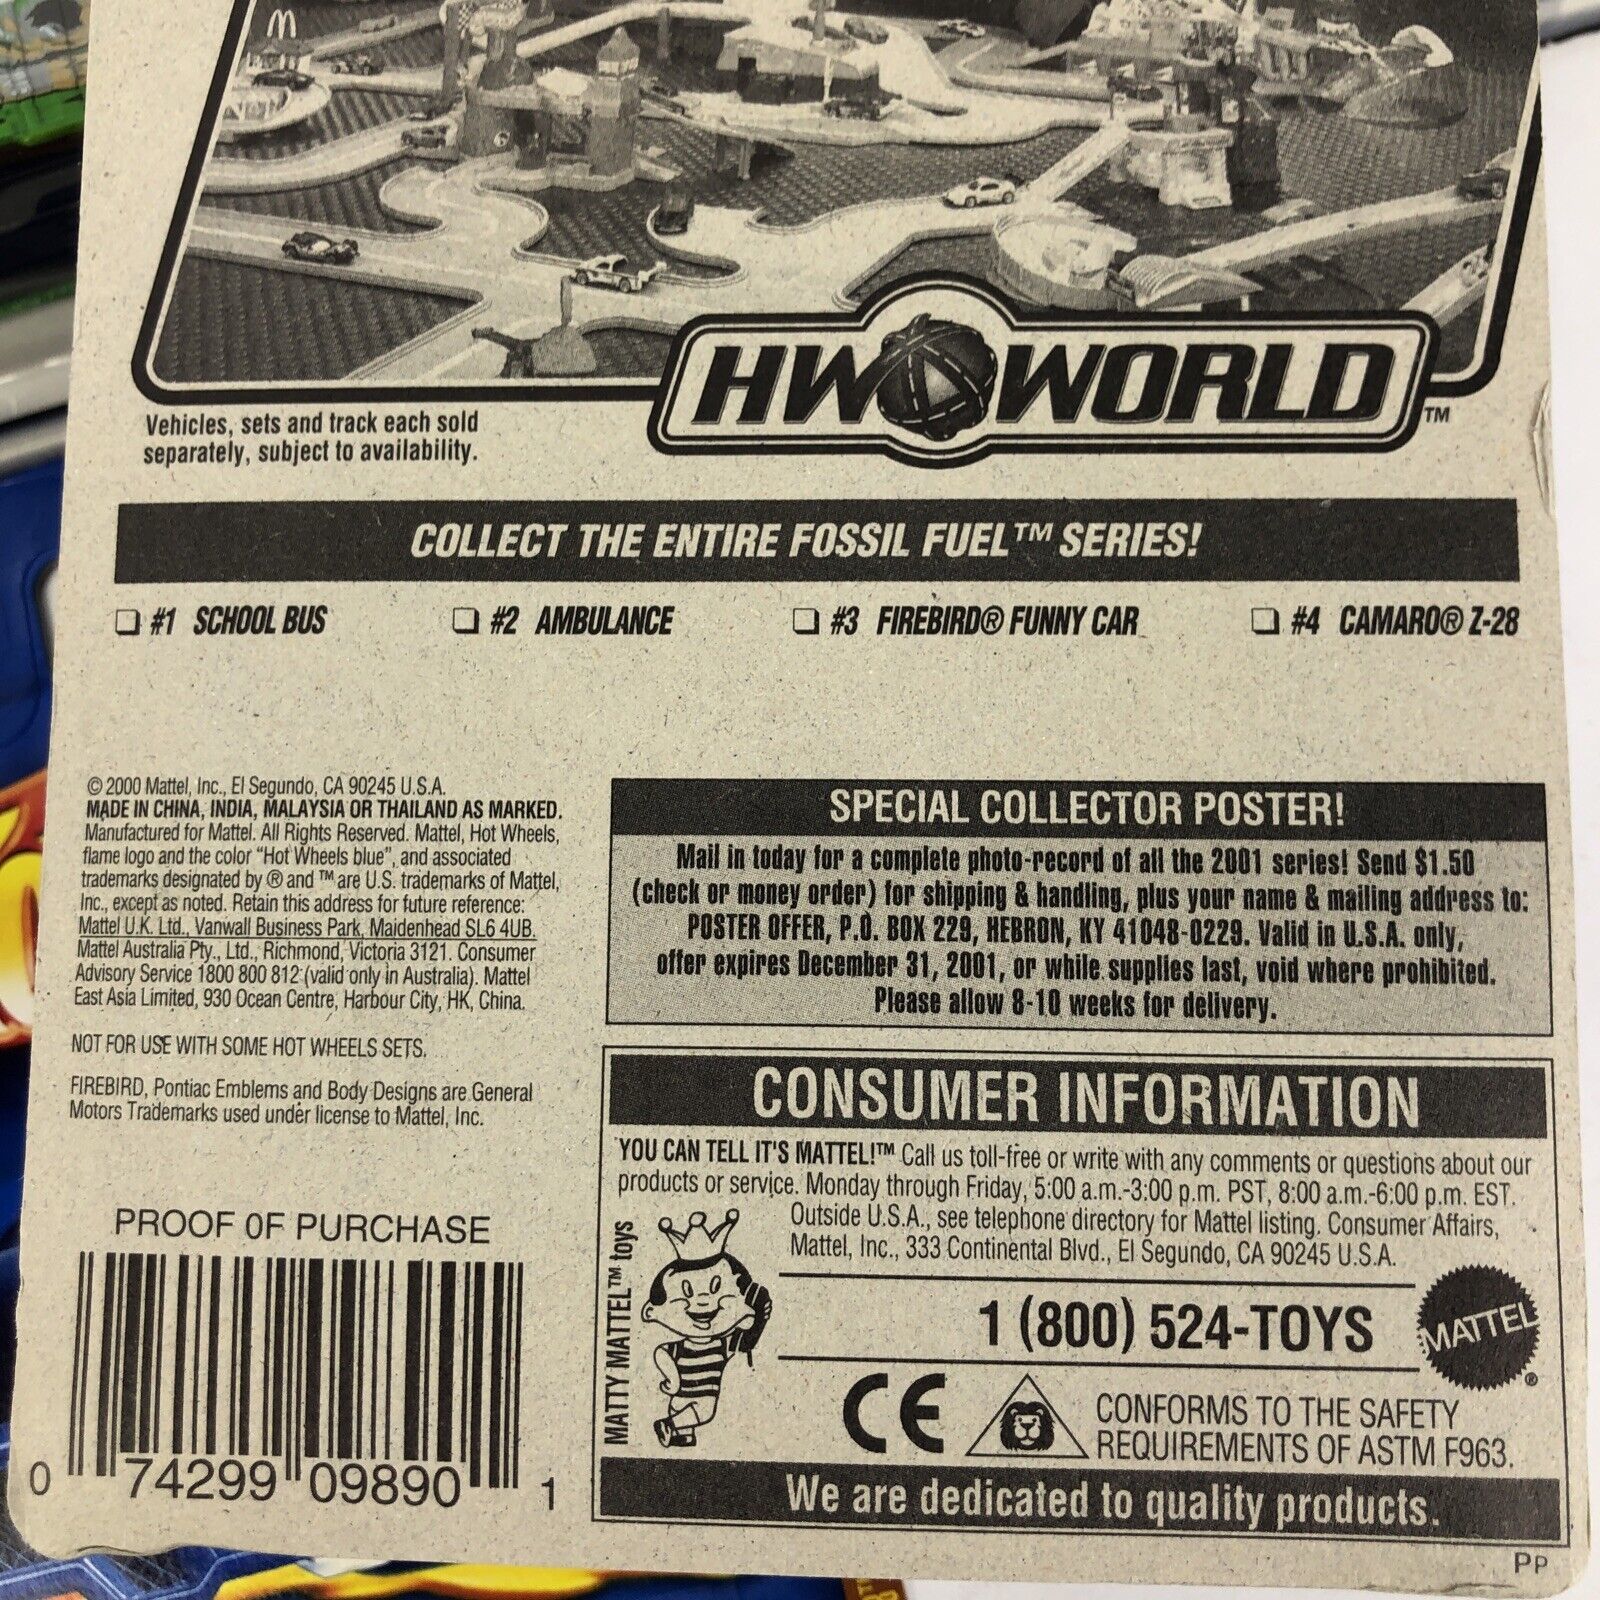 HW WORLD™
Vehicles, sets and track each sold
separately, subject to availability.
COLLECT THE ENTIRE FOSSIL FUEL™ SERIES!
#1 SCHOOL BUS
#2 AMBULANCE
#3 FIREBIRD® FUNNY CAR
#4 CAMARO® Z-28
© 2000 Mattel, Inc., El Segundo, CA 90245 U.S.A.
MADE IN CHINA, INDIA, MALAYSIA OR THAILAND AS MARKED.
Manufactured for Mattel. All Rights Reserved. Mattel, Hot Wheels,
flame logo and the color “Hot Wheels blue”, and associated
trademarks designated by ® and ™ are U.S. trademarks of Mattel,
Inc., except as noted. Retain this address for future reference:
Mattel U.K. Ltd., Vanwall Business Park, Maidenhead SL6 4UB.
Mattel Australia Pty., Ltd., Richmond, Victoria 3121. Consumer
Advisory Service 1800 800 812 (valid only in Australia). Mattel
East Asia Limited, 930 Ocean Centre, Harbour City, HK, China.
NOT FOR USE WITH SOME HOT WHEELS SETS.
FIREBIRD, Pontiac Emblems and Body Designs are General
Motors Trademarks used under license to Mattel, Inc.
PROOF OF PURCHASE
0 74299 09890 1
SPECIAL COLLECTOR POSTER!
Mail in today for a complete photo-record of all the 2001 series! Send $1.50
(check or money order) for shipping & handling, plus your name & mailing address to:
POSTER OFFER, P.O. BOX 229, HEBRON, KY 41048-0229. Valid in U.S.A. only,
offer expires December 31, 2001, or while supplies last, void where prohibited.
Please allow 8-10 weeks for delivery.
CONSUMER INFORMATION
YOU CAN TELL IT'S MATTEL!™ Call us toll-free or write with any comments or questions about our
products or service. Monday through Friday, 5:00 a.m.-3:00 p.m. PST, 8:00 a.m.-6:00 p.m. EST.
Outside U.S.A., see telephone directory for Mattel listing. Consumer Affairs,
Mattel, Inc., 333 Continental Blvd., El Segundo, CA 90245 U.S.A.
MATTY MATTEL™ toys
1 (800) 524-TOYS
MATTEL®
CE
CONFORMS TO THE SAFETY
REQUIREMENTS OF ASTM F963.
We are dedicated to quality products.
PP